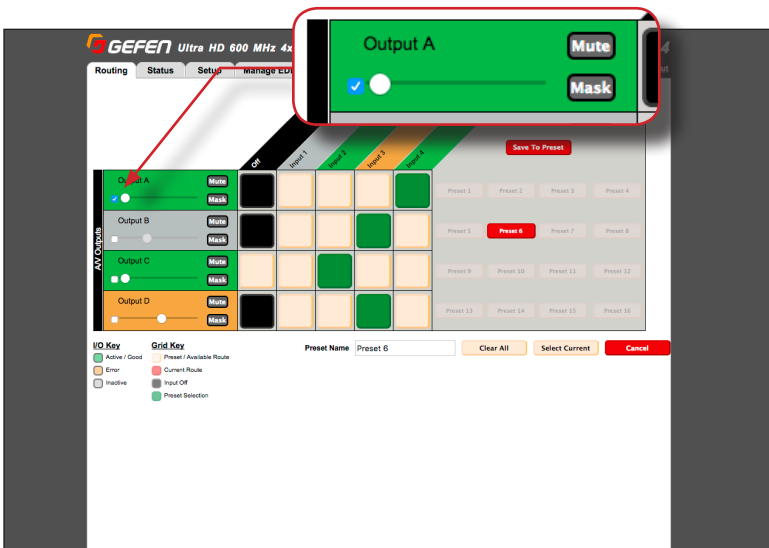 GEFEN Ultra HD 600 MHz 4x
4
Routing Status Setup Manage EDI
ut
Output A
Mute
Mask
Off
Input 1
Input 2
Input 3
Input 4
Save To Preset
A/V Outputs
Output A Mute
Mask
Preset 1 Preset 2 Preset 3 Preset 4
Output B Mute
Mask
Preset 5 Preset 6 Preset 7 Preset 8
Output C Mute
Mask
Preset 9 Preset 10 Preset 11 Preset 12
Output D Mute
Mask
Preset 13 Preset 14 Preset 15 Preset 16
I/O Key Grid Key
Preset Name Preset 6 Clear All Select Current Cancel
Active / Good Preset / Available Route
Error Current Route
Inactive Input Off
Preset Selection